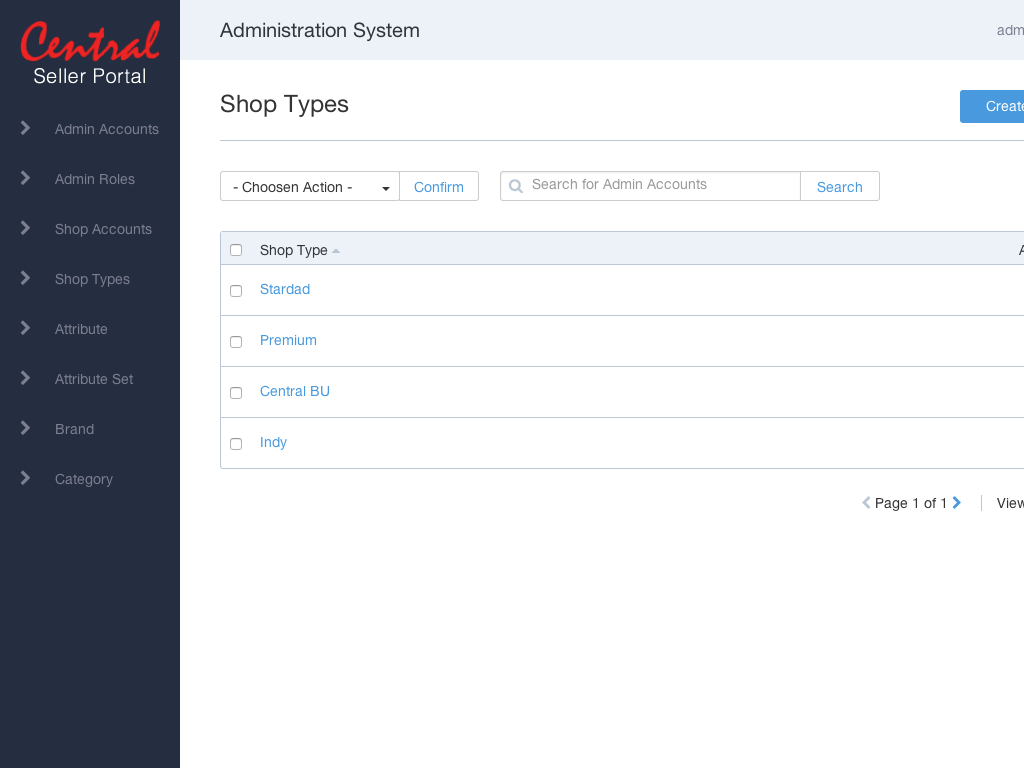 Central
Seller Portal
Admin Accounts
Admin Roles
Shop Accounts
Shop Types
Attribute
Attribute Set
Brand
Category
Administration System
adm
Shop Types
Create
- Choosen Action -
Confirm
Search for Admin Accounts
Search
Shop Type
Stardad
Premium
Central BU
Indy
Page 1 of 1
View